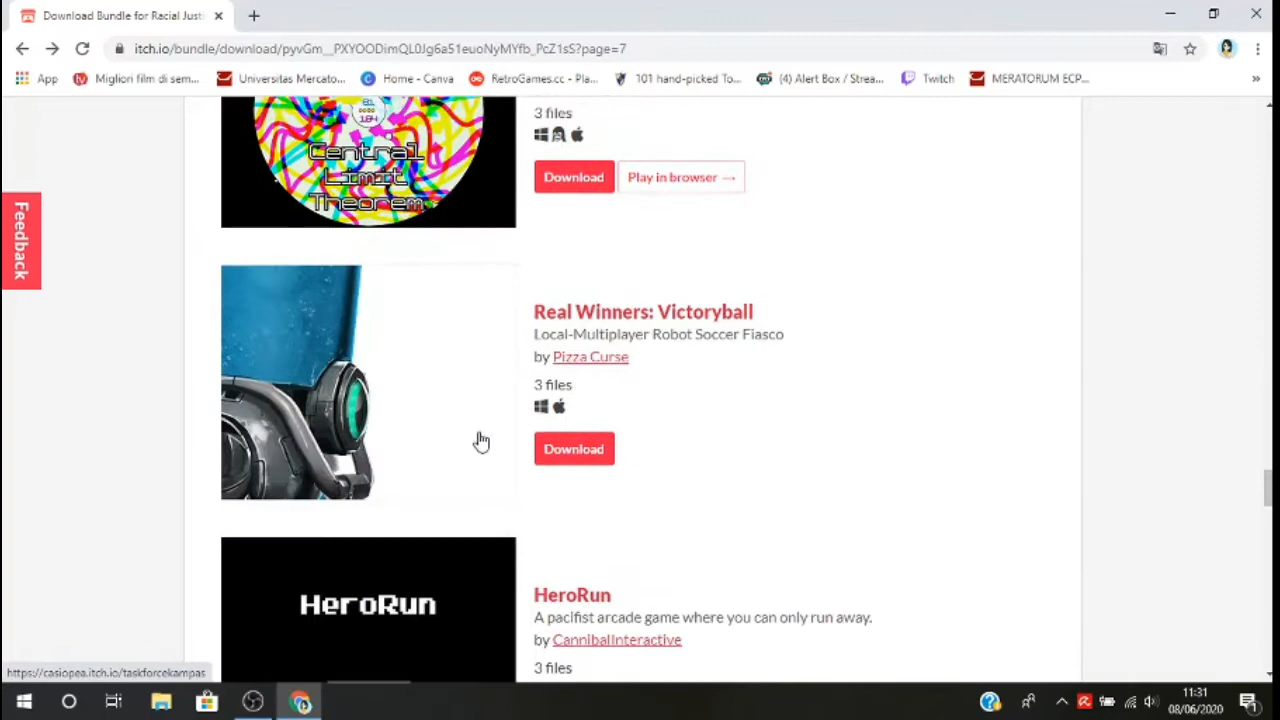 Download Bundle for Racial Justi
itch.io/bundle/download/pyvGm__PXYOODimQL0Jg6a51euoNyMYfb_PcZ1sS?page=7
App
Migliori film di sem...
Universitas Mercato...
Home - Canva
RetroGames.cc - Pla...
101 hand-picked To...
(4) Alert Box / Strea...
Twitch
MERATORUM ECP...
»
Feedback
Central
Limit
Theorem
3 files
Download
Play in browser →
Real Winners: Victoryball
Local-Multiplayer Robot Soccer Fiasco
by Pizza Curse
3 files
Download
HeroRun
HeroRun
A pacifist arcade game where you can only run away.
by CannibalInteractive
3 files
https://casiopea.itch.io/taskforcekampas
11:31
08/06/2020